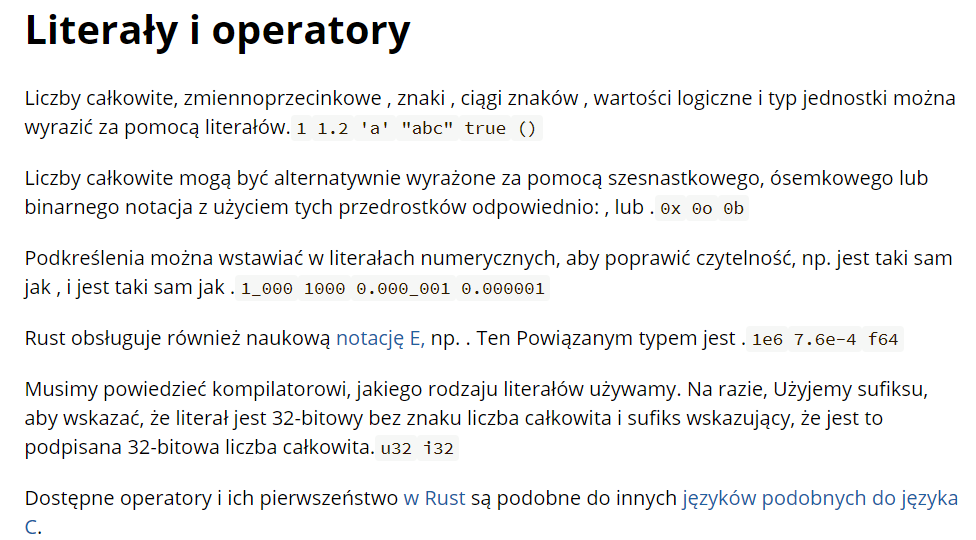 Literały i operatory
Liczby całkowite, zmiennoprzecinkowe , znaki , ciągi znaków , wartości logiczne i typ jednostki można
wyrazić za pomocą literałów. 1 1.2 'a' "abc" true ()
Liczby całkowite mogą być alternatywnie wyrażone za pomocą szesnastkowego, ósemkowego lub
binarnego notacja z użyciem tych przedrostków odpowiednio: , lub . 0x 0o 0b
Podkreślenia można wstawiać w literałach numerycznych, aby poprawić czytelność, np. jest taki sam
jak , i jest taki sam jak . 1_000 1000 0.000_001 0.000001
Rust obsługuje również naukową notację E, np. . Ten Powiązanym typem jest . 1e6 7.6e-4 f64
Musimy powiedzieć kompilatorowi, jakiego rodzaju literałów używamy. Na razie, Użyjemy sufiksu,
aby wskazać, że literał jest 32-bitowy bez znaku liczba całkowita i sufiks wskazujący, że jest to
podpisana 32-bitowa liczba całkowita. u32 i32
Dostępne operatory i ich pierwszeństwo w Rust są podobne do innych języków podobnych do języka
C.